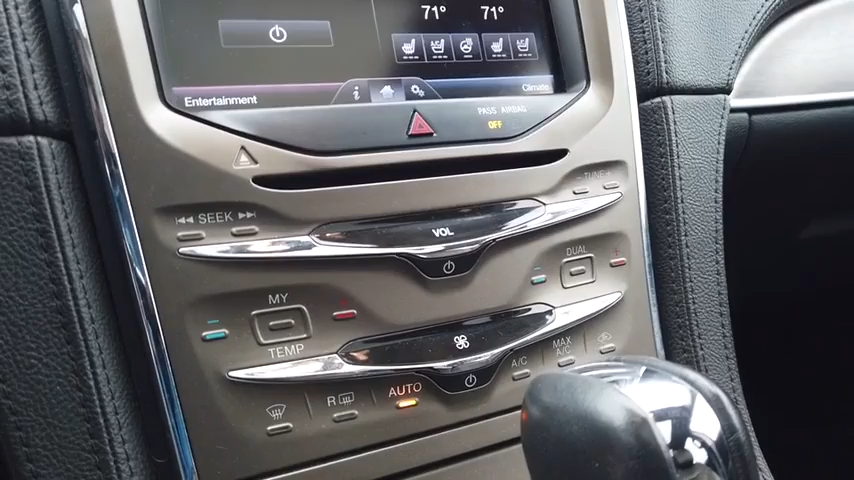 71° 71°
A/C A/C
Entertainment
i
Climate
PASS AIRBAG
OFF
SEEK
- TUNE +
VOL
DUAL
- +
MY
TEMP
- +
A/C
MAX
A/C
R
AUTO